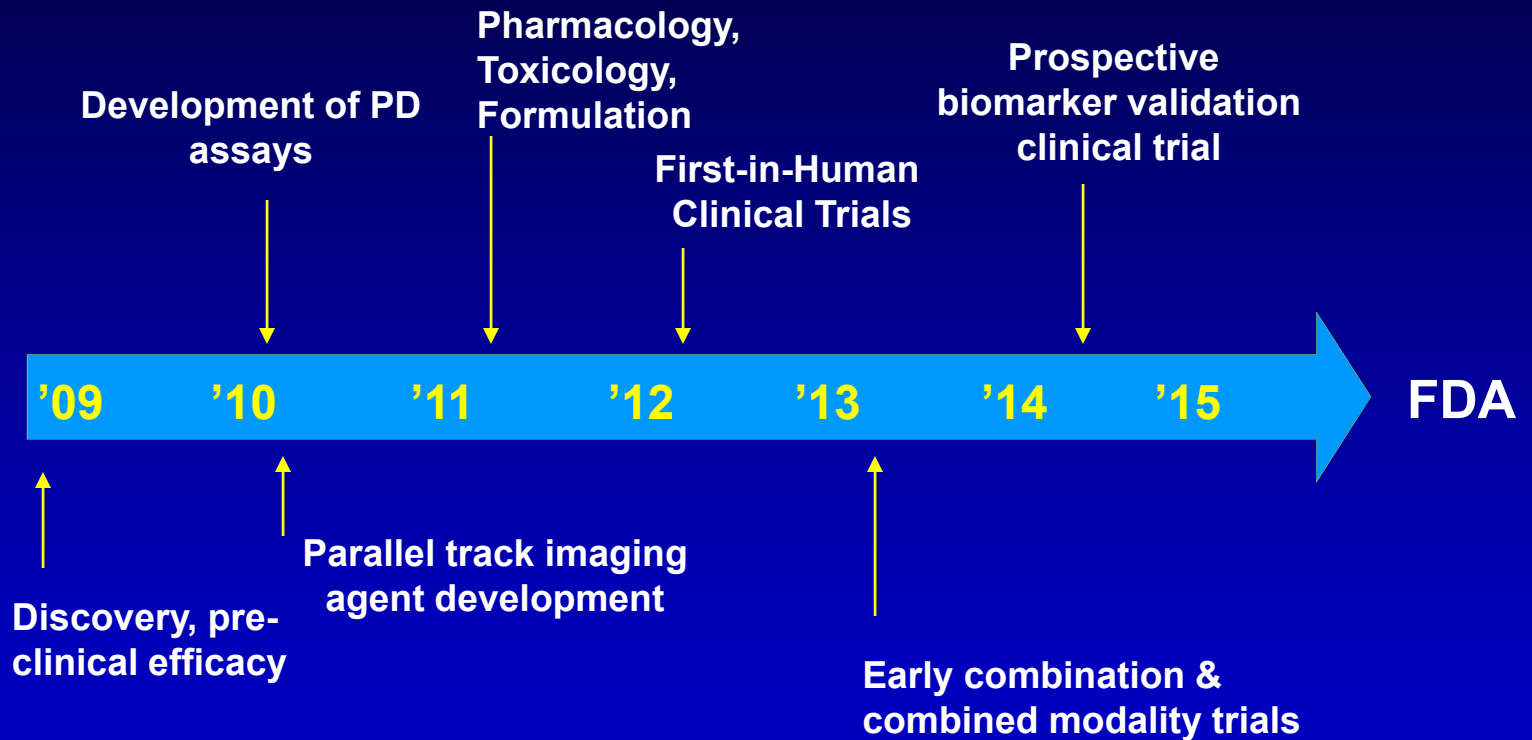 Pharmacology,
Toxicology,
Formulation
Development of PD
assays
Prospective
biomarker validation
clinical trial
First-in-Human
Clinical Trials
’09 ’10 ’11 ’12 ’13 ’14 ’15 FDA
Parallel track imaging
agent development
Discovery, pre-
clinical efficacy
Early combination &
combined modality trials